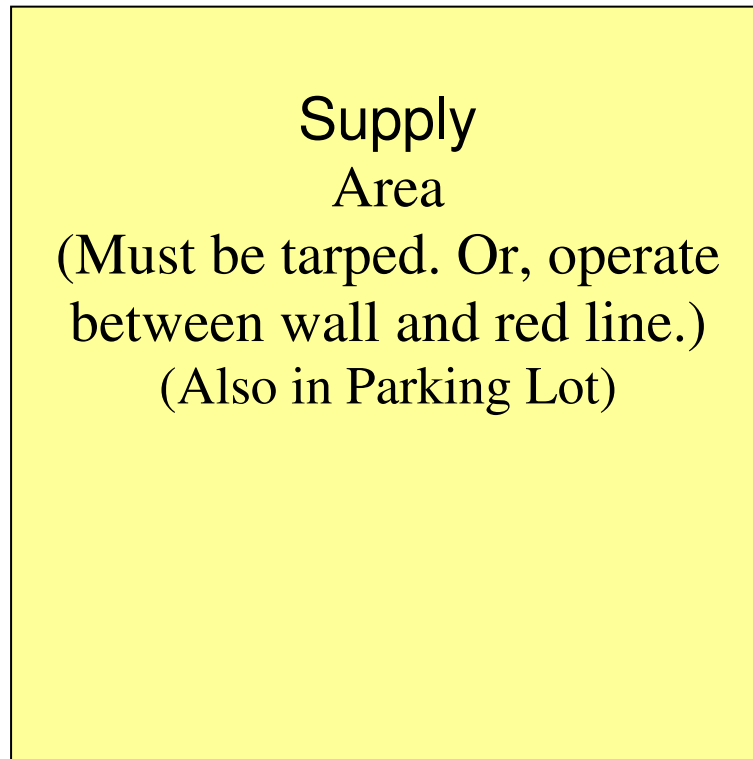 Supply
Area
(Must be tarped. Or, operate
between wall and red line.)
(Also in Parking Lot)